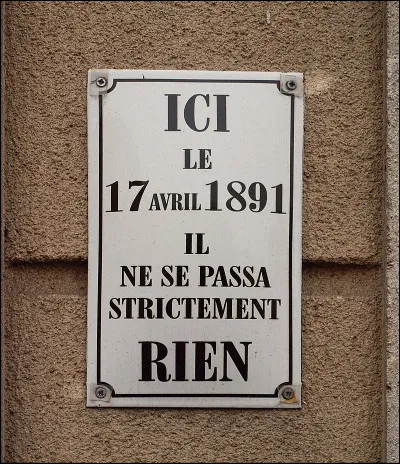 ICI
LE
17 AVRIL 1891
IL
NE SE PASSA
STRICTEMENT
RIEN